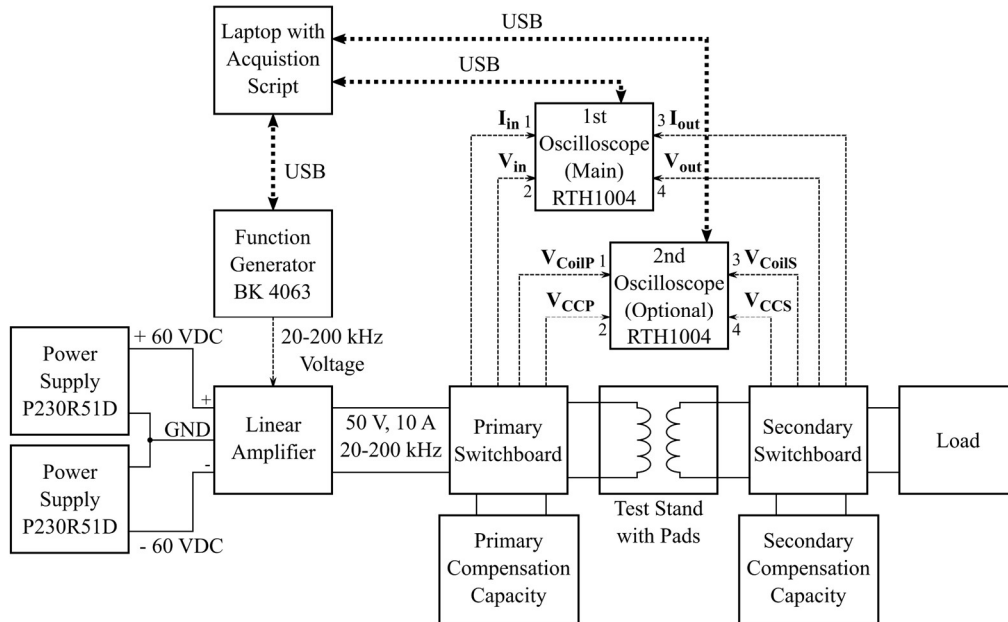 Laptop with
Acquistion
Script
USB
USB
USB
1st
Oscilloscope
(Main)
RTH1004
I_in 1
V_in
2
3 I_out
V_out
4
Function
Generator
BK 4063
2nd
Oscilloscope
(Optional)
RTH1004
V_CoilP 1
V_CCP
2
3 V_CoilS
V_CCS
4
20-200 kHz
Voltage
+ 60 VDC
Power
Supply
P230R51D
GND
Power
Supply
P230R51D
- 60 VDC
+
-
Linear
Amplifier
50 V, 10 A
20-200 kHz
Primary
Switchboard
Test Stand
with Pads
Secondary
Switchboard
Load
Primary
Compensation
Capacity
Secondary
Compensation
Capacity